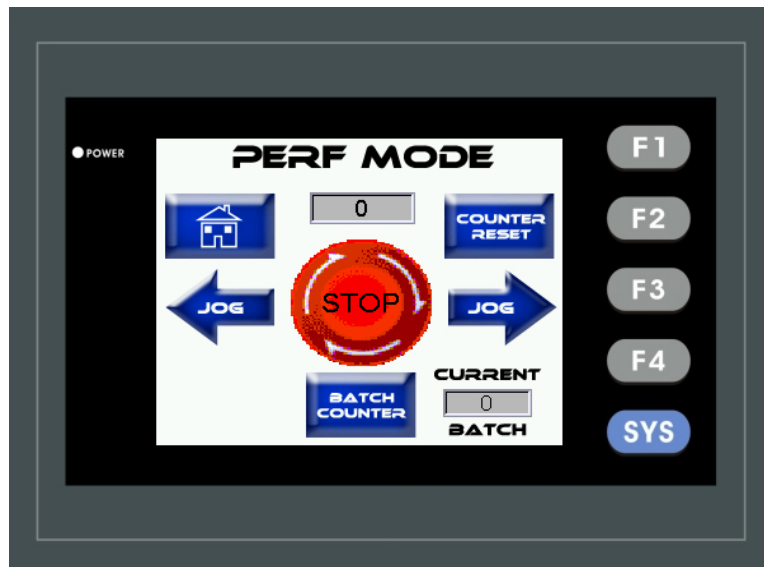 POWER
PERF MODE
0
COUNTER
RESET
JOG
STOP
JOG
BATCH
COUNTER
CURRENT
0
BATCH
F1
F2
F3
F4
SYS